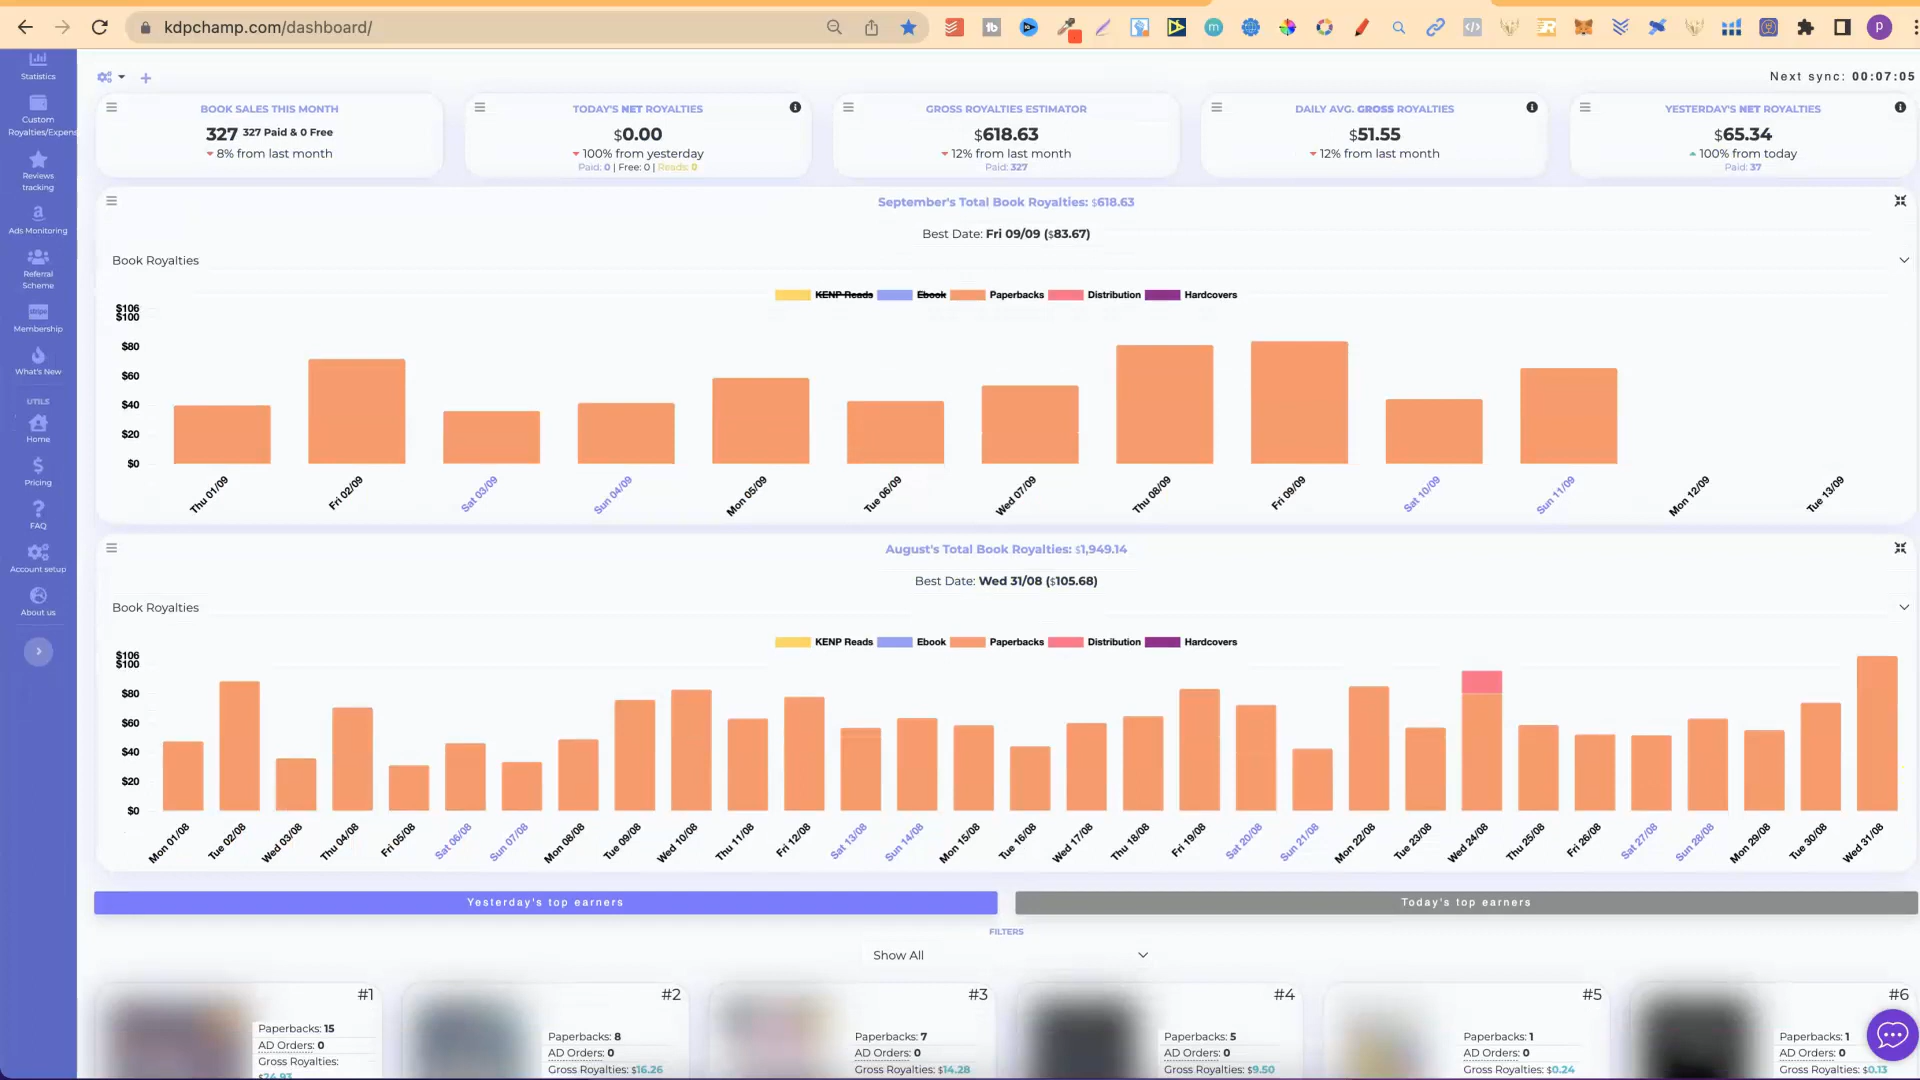 kdpchamp.com/dashboard/
Statistics
Custom
Royalties/Expens
Reviews
tracking
Ads Monitoring
Referral
Scheme
Membership
What's New
UTILS
Home
Pricing
FAQ
Account setup
About us
Next sync: 00:07:05
BOOK SALES THIS MONTH
327 327 Paid & 0 Free
8% from last month
TODAY'S NET ROYALTIES
$0.00
100% from yesterday
Paid: 0 | Free: 0 | Reads: 0
GROSS ROYALTIES ESTIMATOR
$618.63
12% from last month
Paid: 327
DAILY AVG. GROSS ROYALTIES
$51.55
12% from last month
YESTERDAY'S NET ROYALTIES
$65.34
100% from today
Paid: 37
September's Total Book Royalties: $618.63
Best Date: Fri 09/09 ($83.67)
Book Royalties
KENP Reads Ebook Paperbacks Distribution Hardcovers
$106
$100
$80
$60
$40
$20
$0
Thu 01/09 Fri 02/09 Sat 03/09 Sun 04/09 Mon 05/09 Tue 06/09 Wed 07/09 Thu 08/09 Fri 09/09 Sat 10/09 Sun 11/09 Mon 12/09 Tue 13/09
August's Total Book Royalties: $1,949.14
Best Date: Wed 31/08 ($105.68)
Book Royalties
KENP Reads Ebook Paperbacks Distribution Hardcovers
$106
$100
$80
$60
$40
$20
$0
Mon 01/08 Tue 02/08 Wed 03/08 Thu 04/08 Fri 05/08 Sat 06/08 Sun 07/08 Mon 08/08 Tue 09/08 Wed 10/08 Thu 11/08 Fri 12/08 Sat 13/08 Sun 14/08 Mon 15/08 Tue 16/08 Wed 17/08 Thu 18/08 Fri 19/08 Sat 20/08 Sun 21/08 Mon 22/08 Tue 23/08 Wed 24/08 Thu 25/08 Fri 26/08 Sat 27/08 Sun 28/08 Mon 29/08 Tue 30/08 Wed 31/08
Yesterday's top earners
Today's top earners
FILTERS
Show All
#1
Paperbacks: 15
AD Orders: 0
Gross Royalties:
$24.93
#2
Paperbacks: 8
AD Orders: 0
Gross Royalties: $16.26
#3
Paperbacks: 7
AD Orders: 0
Gross Royalties: $14.28
#4
Paperbacks: 5
AD Orders: 0
Gross Royalties: $9.50
#5
Paperbacks: 1
AD Orders: 0
Gross Royalties: $0.24
#6
Paperbacks: 1
AD Orders: 0
Gross Royalties: $0.13